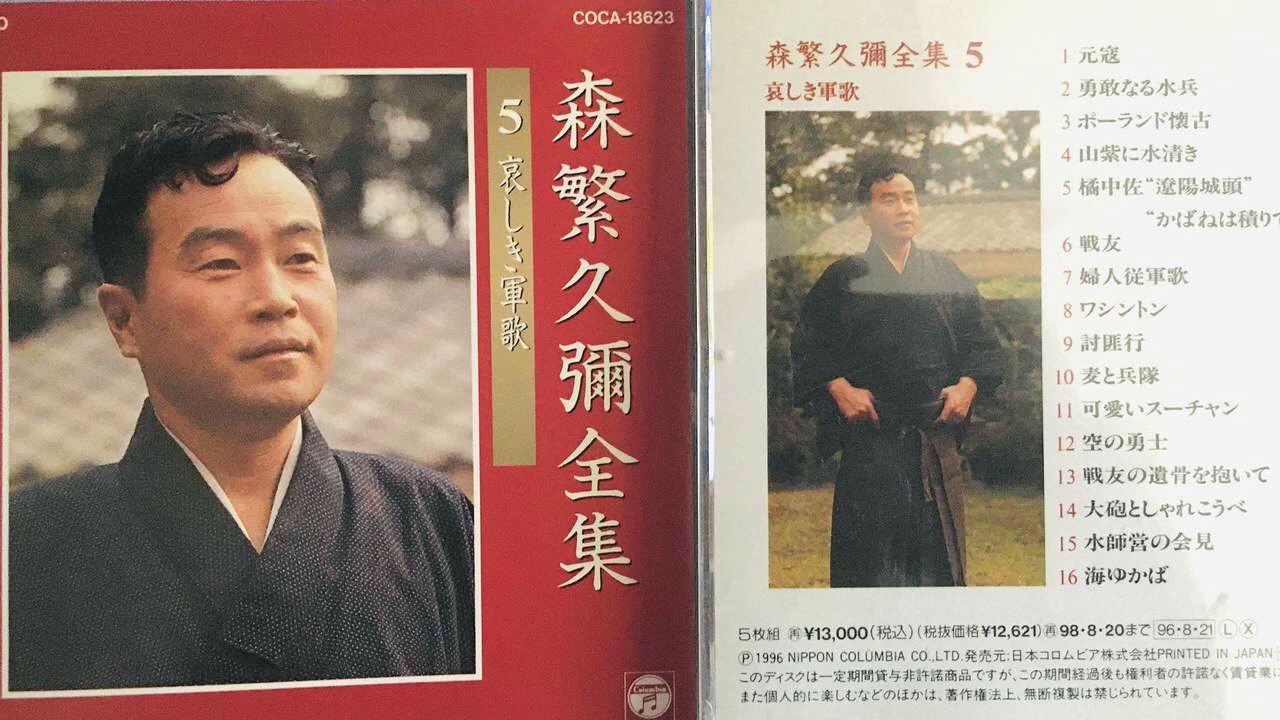 COCA-13623
森繁久彌全集
5 哀しき軍歌
Columbia
森繁久彌全集 5
哀しき軍歌
1 元寇
2 勇敢なる水兵
3 ポーランド懐古
4 山紫に水清き
5 橘中佐“遼陽城頭”
“かばねは積りて
6 戦友
7 婦人従軍歌
8 ワシントン
9 討匪行
10 麦と兵隊
11 可愛いスーチャン
12 空の勇士
13 戦友の遺骨を抱いて
14 大砲としゃれこうべ
15 水師営の会見
16 海ゆかば
5枚組 再 ¥13,000(税込)(税抜価格¥12,621)再98・8・20まで 96・8・21 L X
Ⓟ1996 NIPPON COLUMBIA CO.,LTD.発売元:日本コロムビア株式会社PRINTED IN JAPAN
このディスクは一定期間貸与非許諾商品ですが、この期間経過後も権利者の許諾なく賃貸業に
また個人的に楽しむなどのほかは、著作権法上、無断複製は禁じられています。